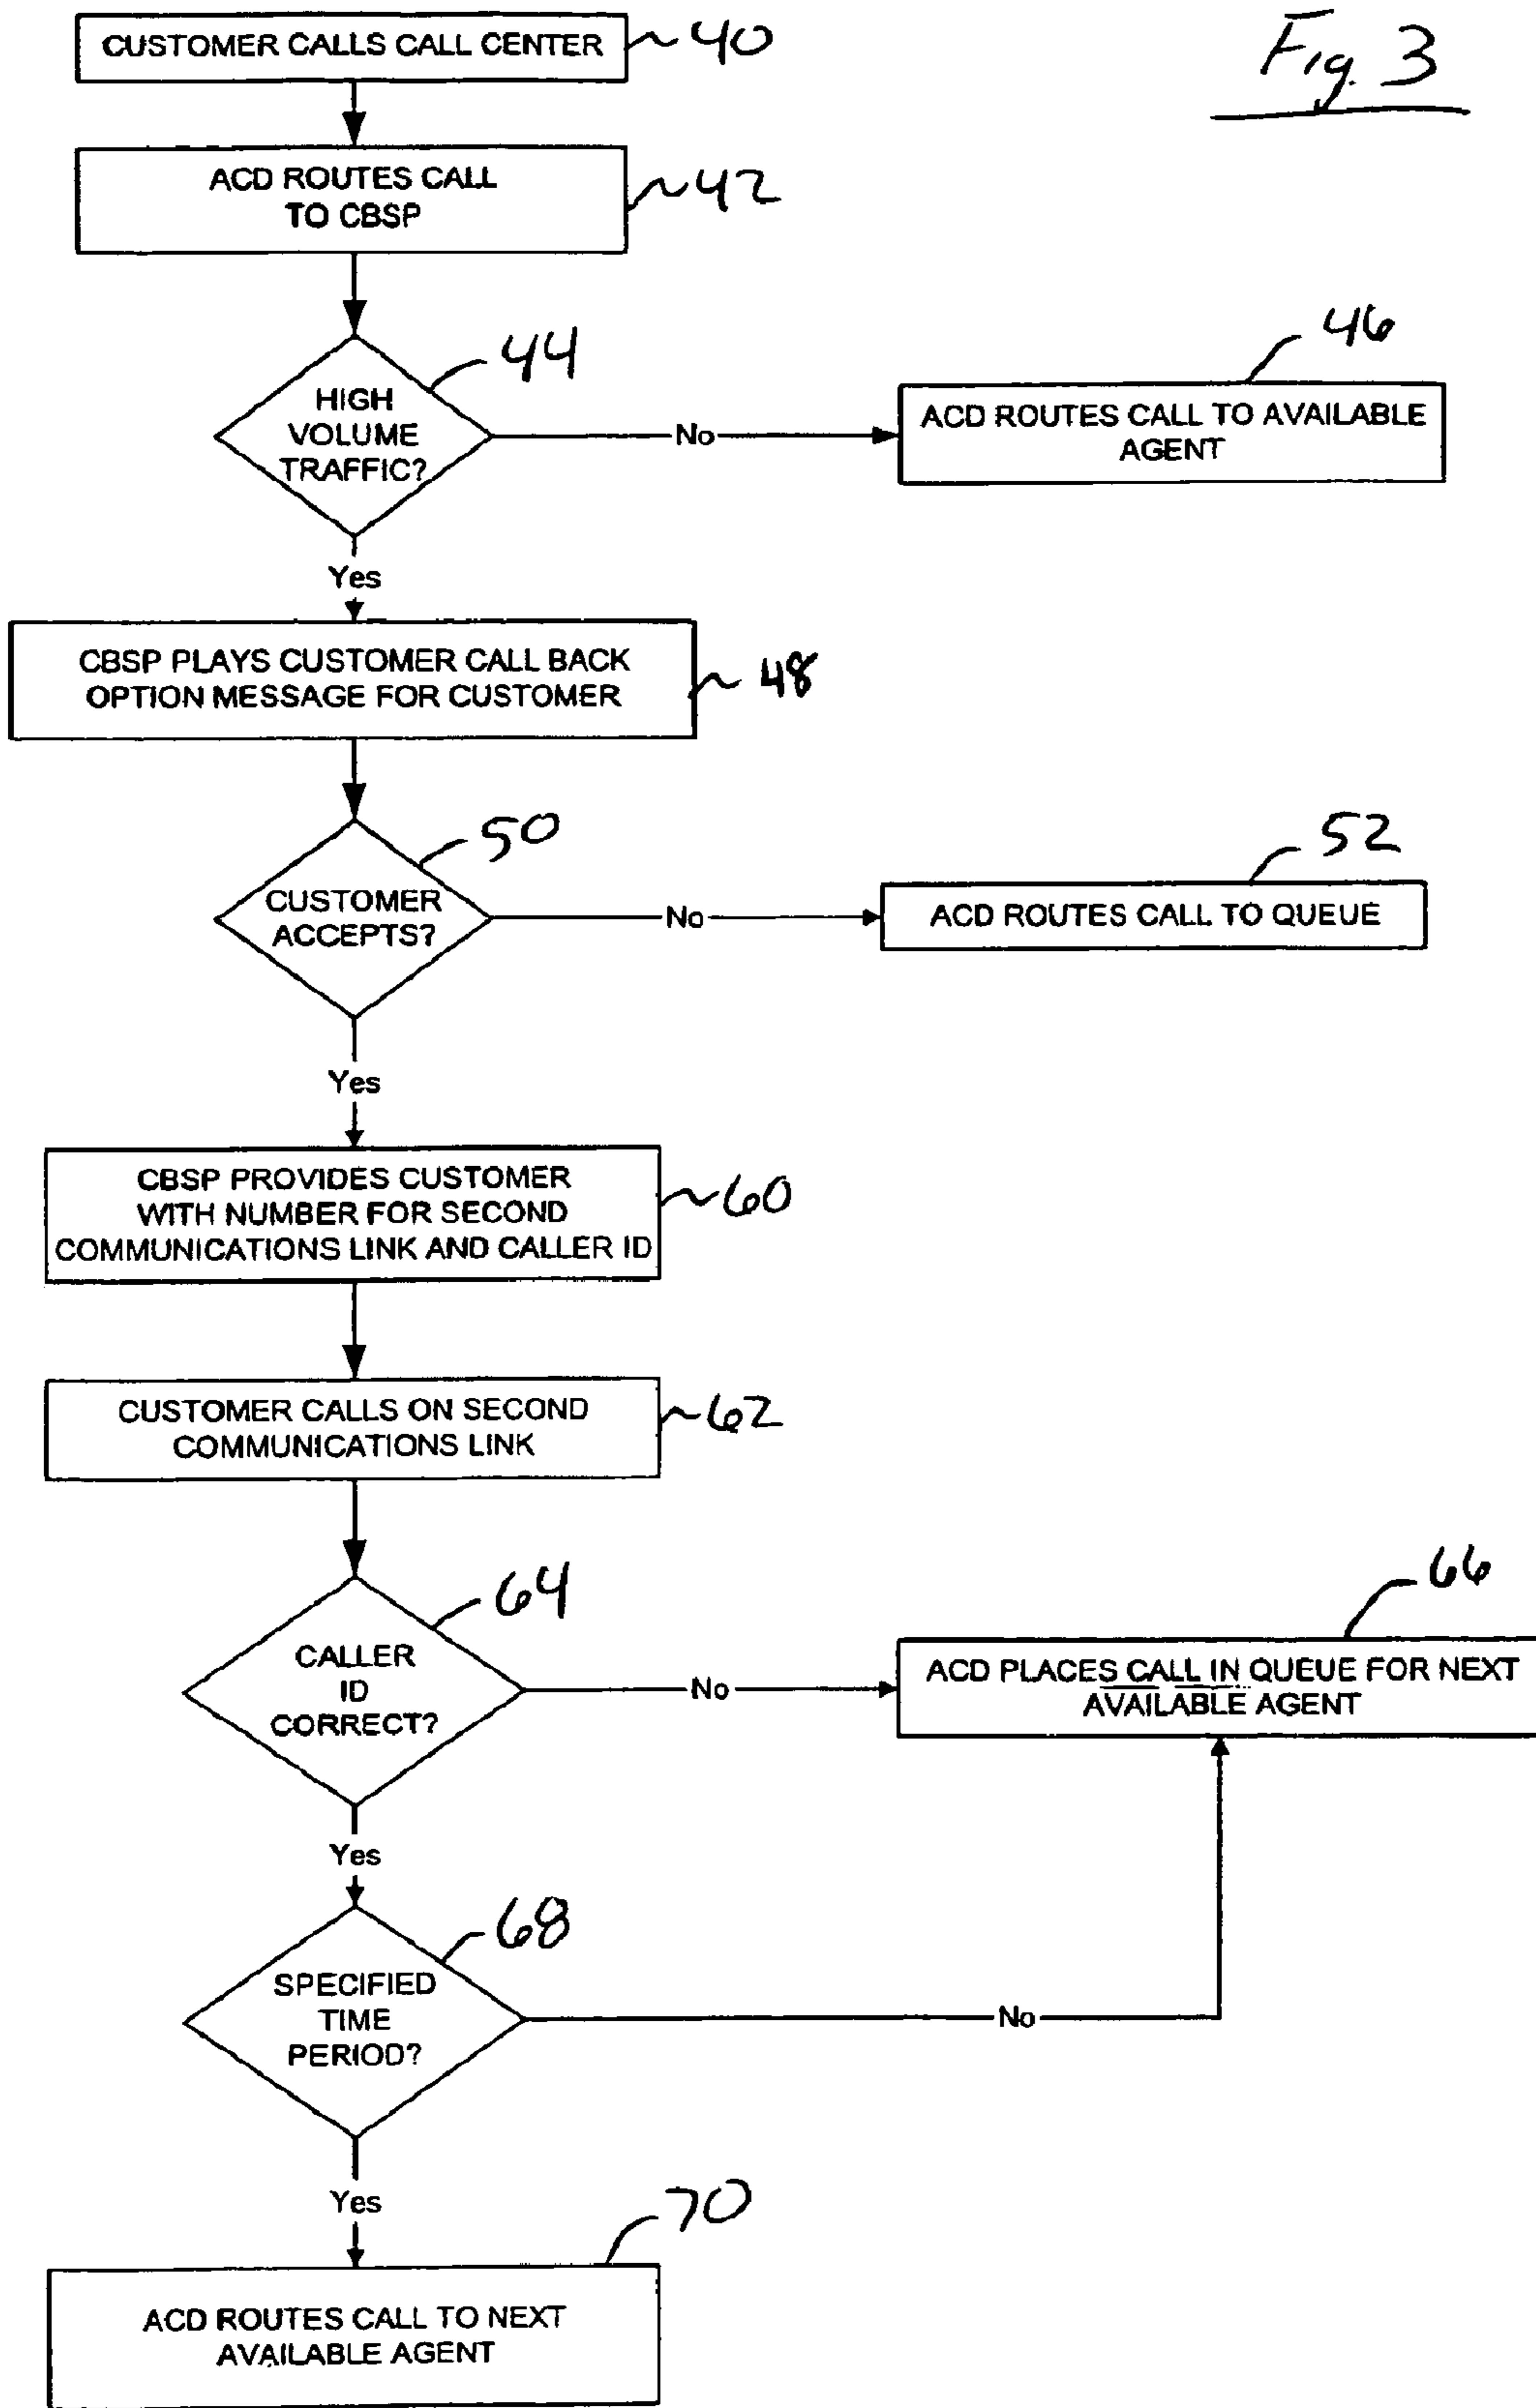 Fig. 3
CUSTOMER CALLS CALL CENTER
40
ACD ROUTES CALL
TO CBSP
42
44
HIGH
VOLUME
TRAFFIC?
No
46
ACD ROUTES CALL TO AVAILABLE
AGENT
Yes
CBSP PLAYS CUSTOMER CALL BACK
OPTION MESSAGE FOR CUSTOMER
48
50
CUSTOMER
ACCEPTS?
No
52
ACD ROUTES CALL TO QUEUE
Yes
CBSP PROVIDES CUSTOMER
WITH NUMBER FOR SECOND
COMMUNICATIONS LINK AND CALLER ID
60
CUSTOMER CALLS ON SECOND
COMMUNICATIONS LINK
62
64
CALLER
ID
CORRECT?
No
66
ACD PLACES CALL IN QUEUE FOR NEXT
AVAILABLE AGENT
Yes
68
SPECIFIED
TIME
PERIOD?
No
Yes
70
ACD ROUTES CALL TO NEXT
AVAILABLE AGENT